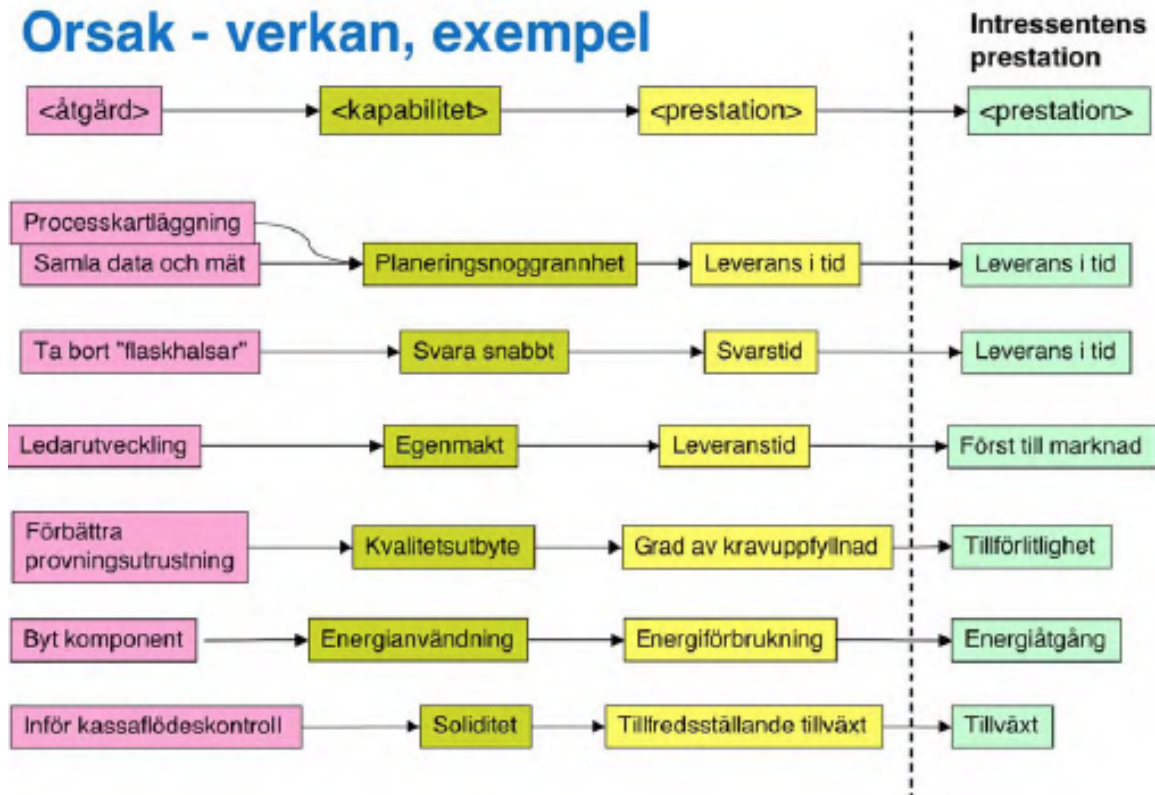 Orsak - verkan, exempel
Intressentens
prestation
<åtgärd>
<kapabilitet>
<prestation>
<prestation>
Processkartläggning
Samla data och mät
Planeringsnoggrannhet
Leverans i tid
Leverans i tid
Ta bort "flaskhalsar"
Svara snabbt
Svarstid
Leverans i tid
Ledarutveckling
Egenmakt
Leveranstid
Först till marknad
Förbättra
provningsutrustning
Kvalitetsutbyte
Grad av kravuppfyllnad
Tillförlitlighet
Byt komponent
Energianvändning
Energiförbrukning
Energiåtgång
Inför kassaflödeskontroll
Soliditet
Tillfredsställande tillväxt
Tillväxt